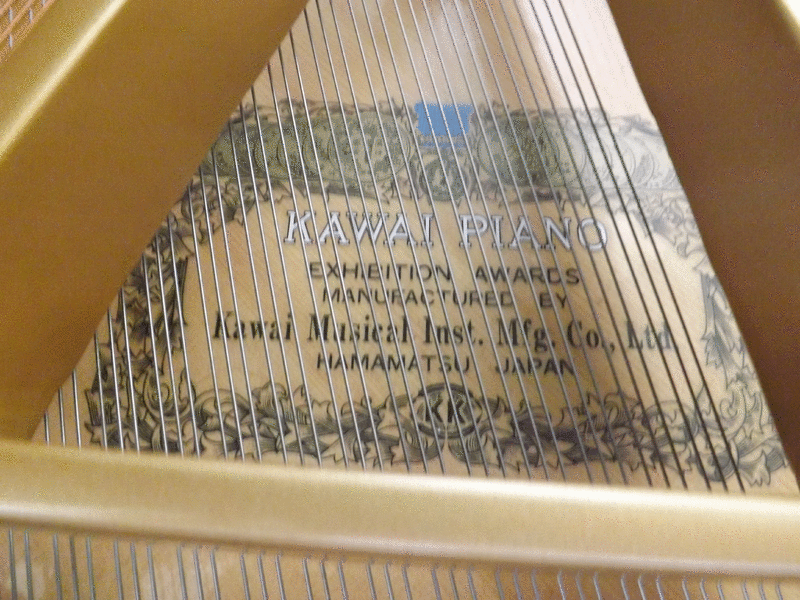 KAWAI PIANO
EXHIBITION AWARDS
MANUFACTURED BY
Kawai Musical Inst. Mfg. Co., Ltd
HAMAMATSU JAPAN
KK